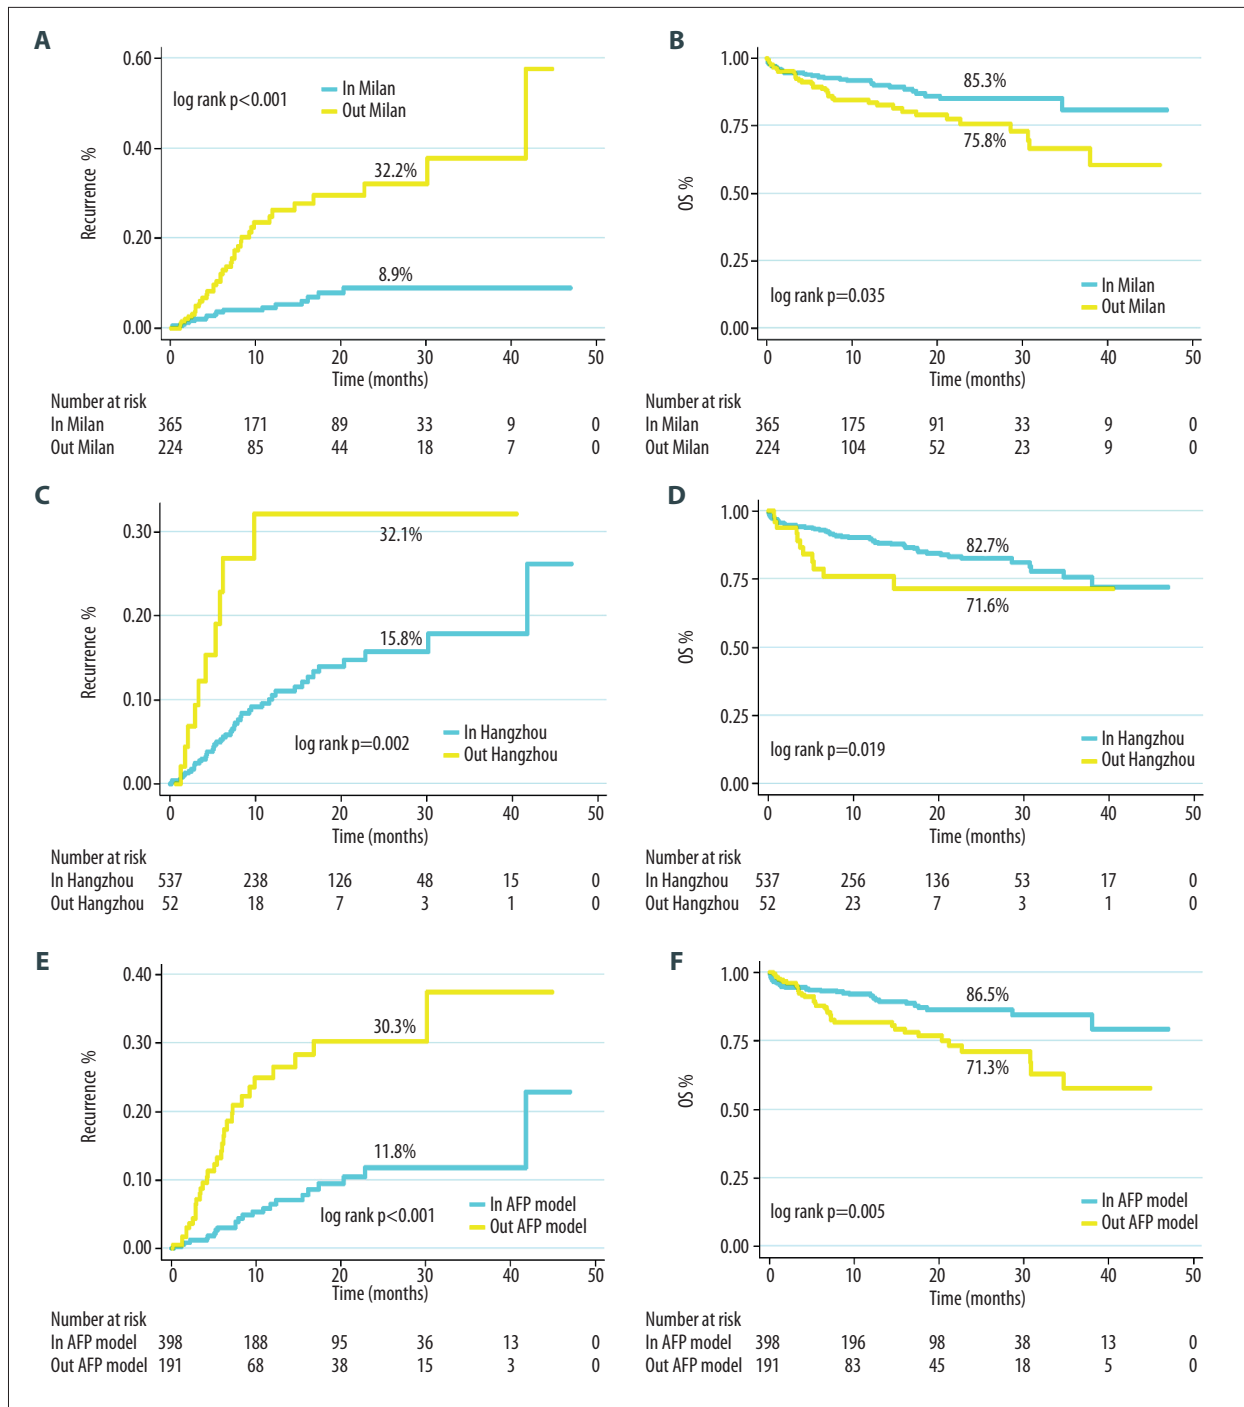 A
0.60
0.40
0.20
0.00
Recurrence %
log rank p<0.001
In Milan
Out Milan
32.2%
8.9%
0 10 20 30 40 50
Time (months)
Number at risk
In Milan 365 171 89 33 9 0
Out Milan 224 85 44 18 7 0
B
1.00
0.75
0.50
0.25
0.00
OS %
85.3%
75.8%
log rank p=0.035
In Milan
Out Milan
0 10 20 30 40 50
Time (months)
Number at risk
In Milan 365 175 91 33 9 0
Out Milan 224 104 52 23 9 0
C
0.30
0.20
0.10
0.00
Recurrence %
32.1%
15.8%
log rank p=0.002
In Hangzhou
Out Hangzhou
0 10 20 30 40 50
Time (months)
Number at risk
In Hangzhou 537 238 126 48 15 0
Out Hangzhou 52 18 7 3 1 0
D
1.00
0.75
0.50
0.25
0.00
OS %
82.7%
71.6%
log rank p=0.019
In Hangzhou
Out Hangzhou
0 10 20 30 40 50
Time (months)
Number at risk
In Hangzhou 537 256 136 53 17 0
Out Hangzhou 52 23 7 3 1 0
E
0.40
0.30
0.20
0.10
0.00
Recurrence %
30.3%
11.8%
log rank p<0.001
In AFP model
Out AFP model
0 10 20 30 40 50
Time (months)
Number at risk
In AFP model 398 188 95 36 13 0
Out AFP model 191 68 38 15 3 0
F
1.00
0.75
0.50
0.25
0.00
OS %
86.5%
71.3%
log rank p=0.005
In AFP model
Out AFP model
0 10 20 30 40 50
Time (months)
Number at risk
In AFP model 398 196 98 38 13 0
Out AFP model 191 83 45 18 5 0